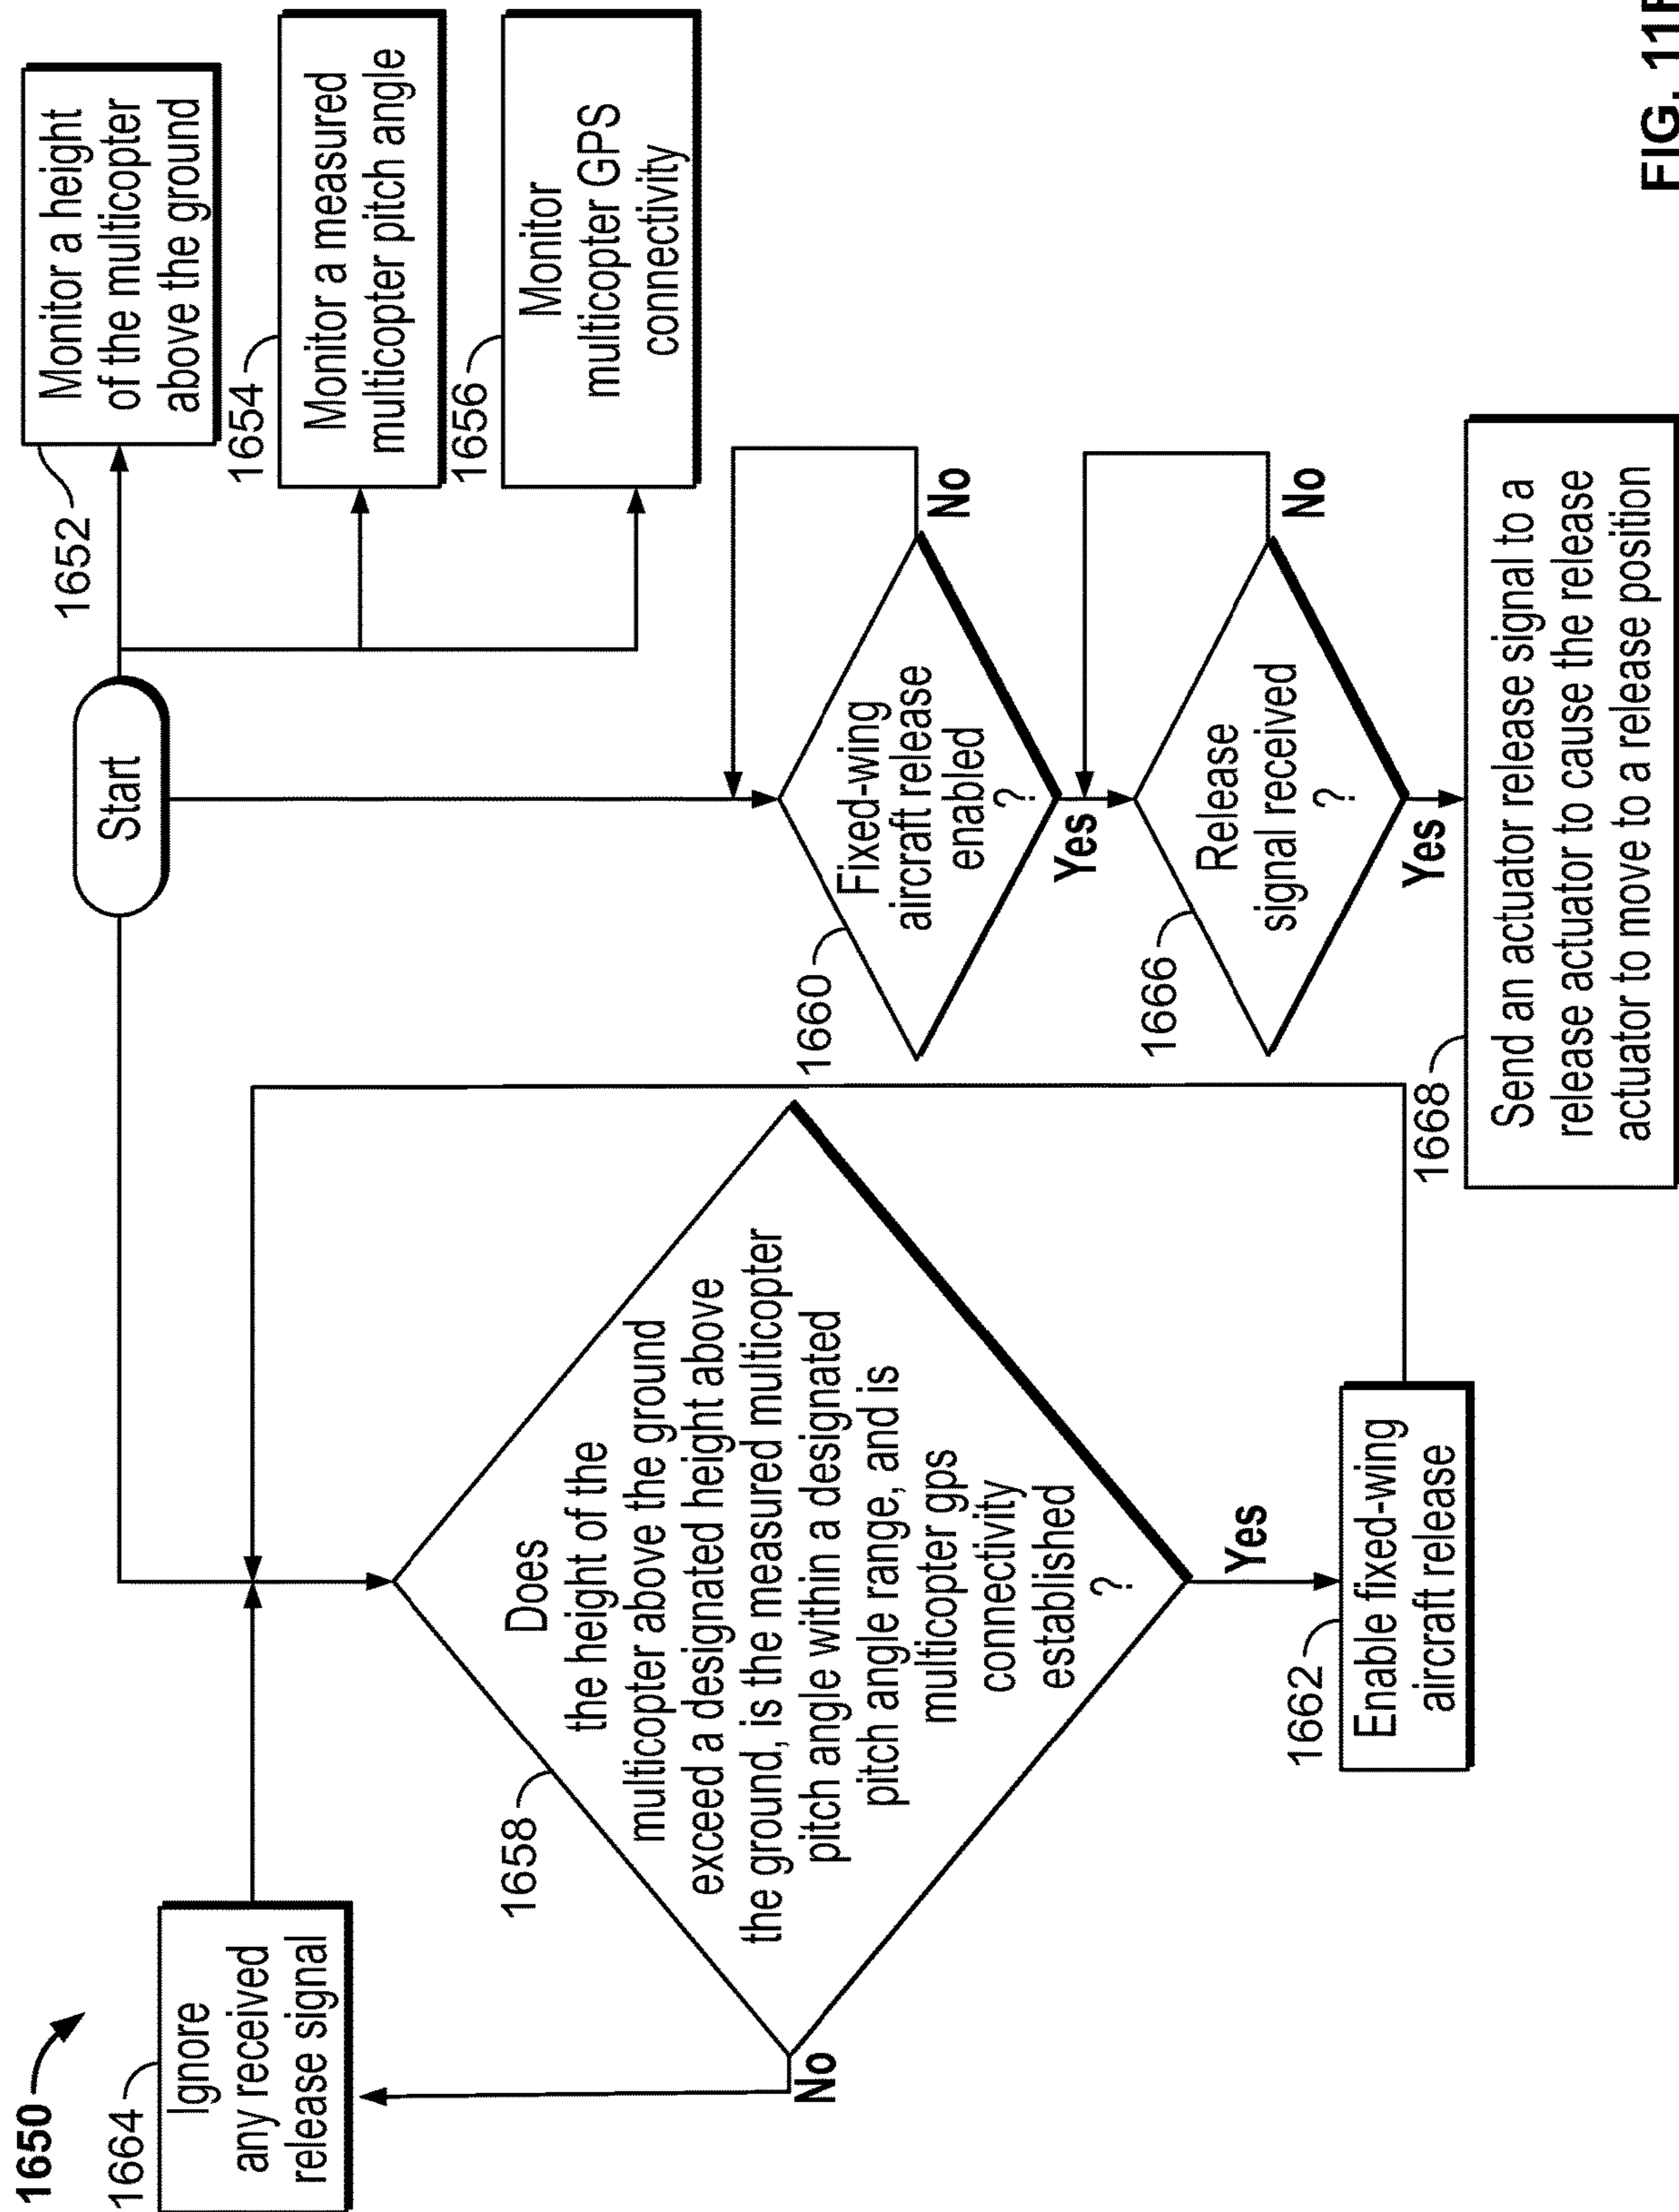 1650
1664
Ignore
any received
release signal
Start
1652
Monitor a height
of the multicopter
above the ground
1654
Monitor a measured
multicopter pitch angle
1656
Monitor
multicopter GPS
connectivity
1658
Does
the height of the
multicopter above the ground
exceed a designated height above
the ground, is the measured multicopter
pitch angle within a designated
pitch angle range, and is
multicopter gps
connectivity
established
?
No
Yes
1662
Enable fixed-wing
aircraft release
1660
Fixed-wing
aircraft release
enabled
?
No
Yes
1666
Release
signal received
?
No
Yes
1668
Send an actuator release signal to a
release actuator to cause the release
actuator to move to a release position
FIG.